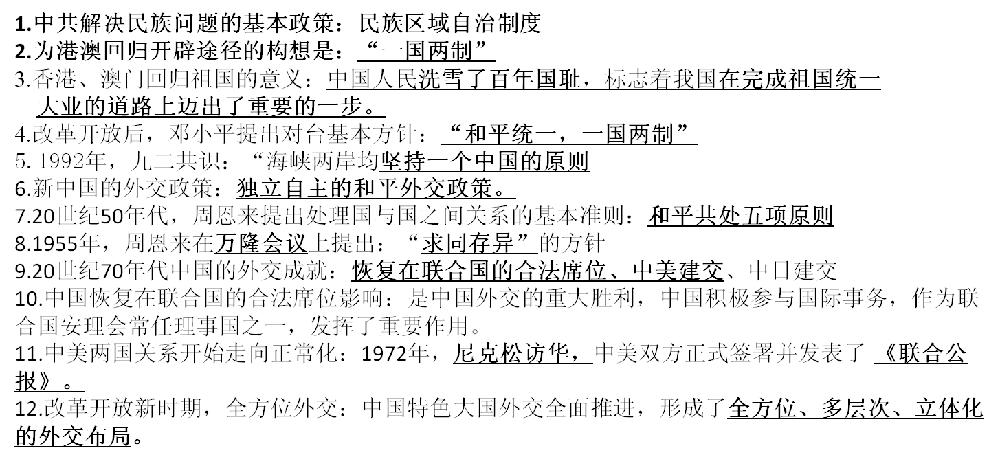 1.中共解决民族问题的基本政策：民族区域自治制度
2.为港澳回归开辟途径的构想是：“一国两制”
3.香港、澳门回归祖国的意义：中国人民洗雪了百年国耻，标志着我国在完成祖国统一
大业的道路上迈出了重要的一步。
4.改革开放后，邓小平提出对台基本方针：“和平统一，一国两制”
5. 1992年，九二共识：“海峡两岸均坚持一个中国的原则
6.新中国的外交政策：独立自主的和平外交政策。
7.20世纪50年代，周恩来提出处理国与国之间关系的基本准则：和平共处五项原则
8.1955年，周恩来在万隆会议上提出：“求同存异”的方针
9.20世纪70年代中国的外交成就：恢复在联合国的合法席位、中美建交、中日建交
10.中国恢复在联合国的合法席位影响：是中国外交的重大胜利，中国积极参与国际事务，作为联
合国安理会常任理事国之一，发挥了重要作用。
11.中美两国关系开始走向正常化：1972年，尼克松访华，中美双方正式签署并发表了《联合公
报》。
12.改革开放新时期，全方位外交：中国特色大国外交全面推进，形成了全方位、多层次、立体化
的外交布局。